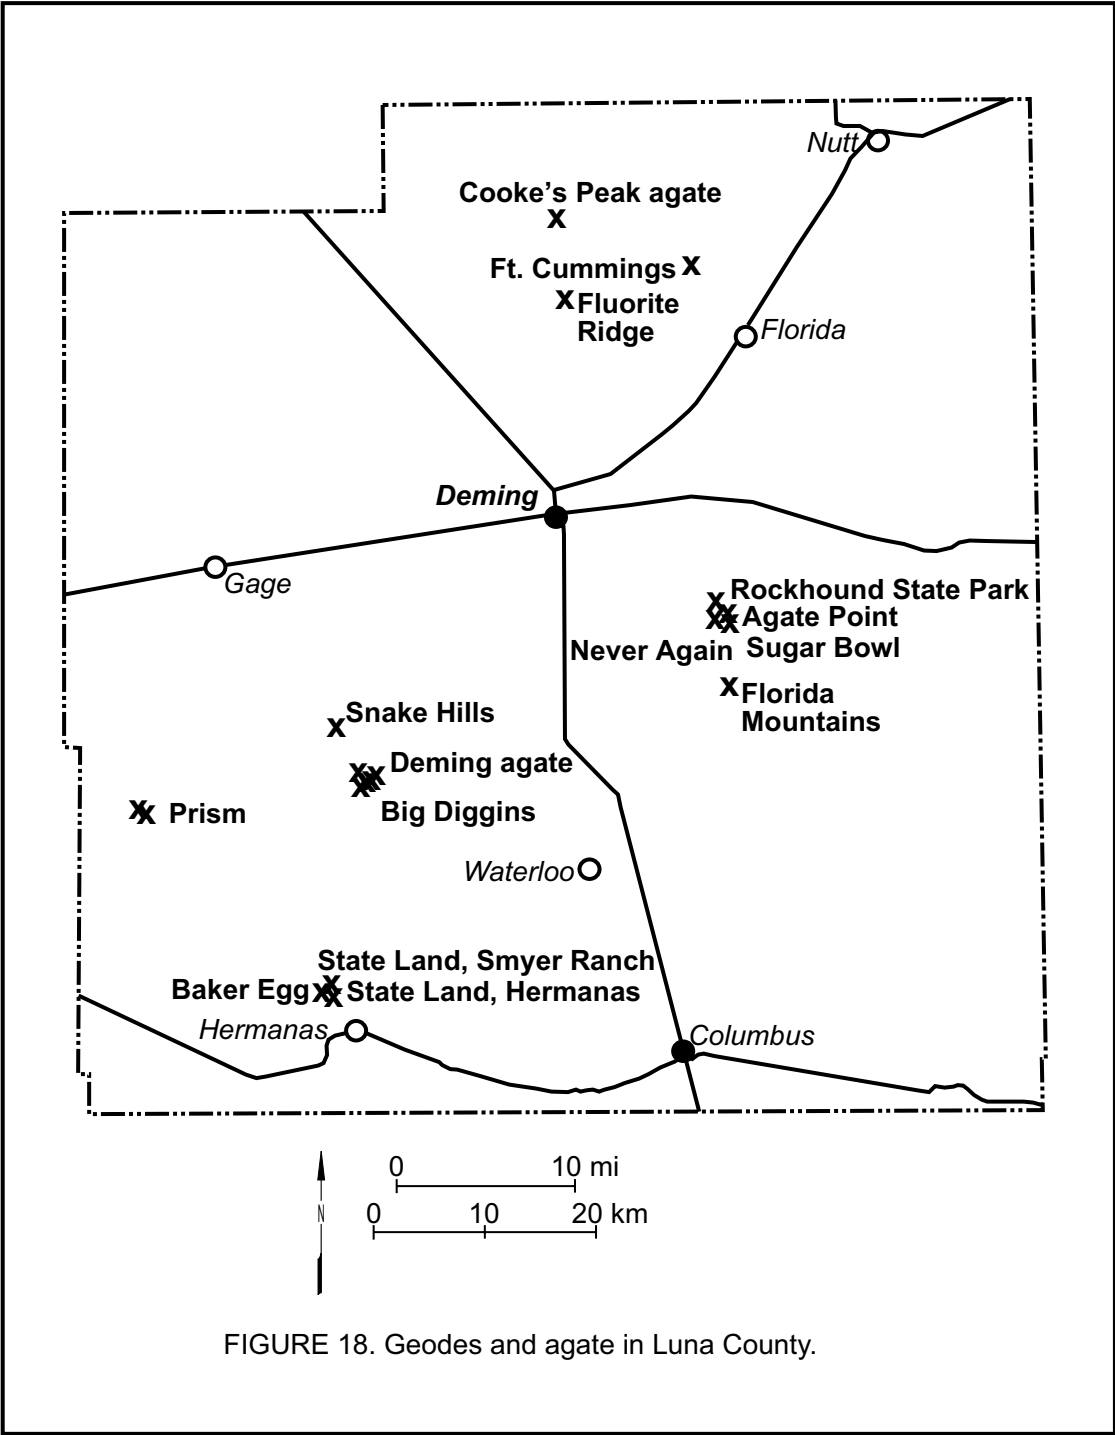 Nutt
Cooke's Peak agate
x
Ft. Cummings x
x Fluorite
Ridge
Florida
Deming
Gage
x Rockhound State Park
x x Agate Point
x
Never Again Sugar Bowl
x Florida
Mountains
Snake Hills
x
x x Deming agate
x x x
Big Diggins
x x Prism
Waterloo
State Land, Smyer Ranch
x
Baker Egg x x State Land, Hermanas
Hermanas
Columbus
0 10 mi
N
0 10 20 km
FIGURE 18. Geodes and agate in Luna County.